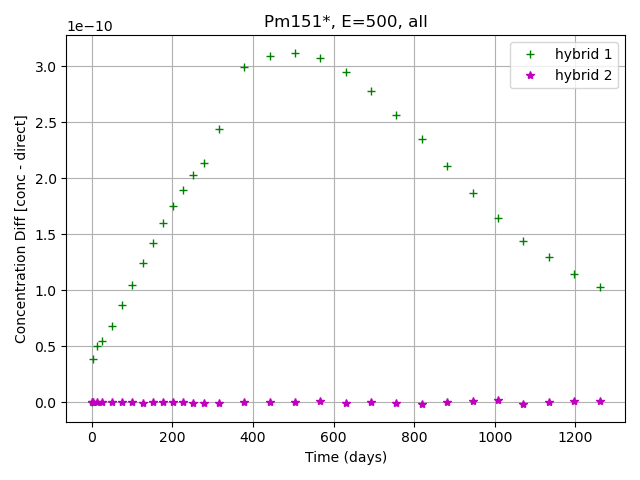 Pm151*, E=500, all
1e−10
hybrid 1
hybrid 2
3.0
2.5
2.0
1.5
1.0
0.5
0.0
Concentration Diff [conc - direct]
0 200 400 600 800 1000 1200
Time (days)